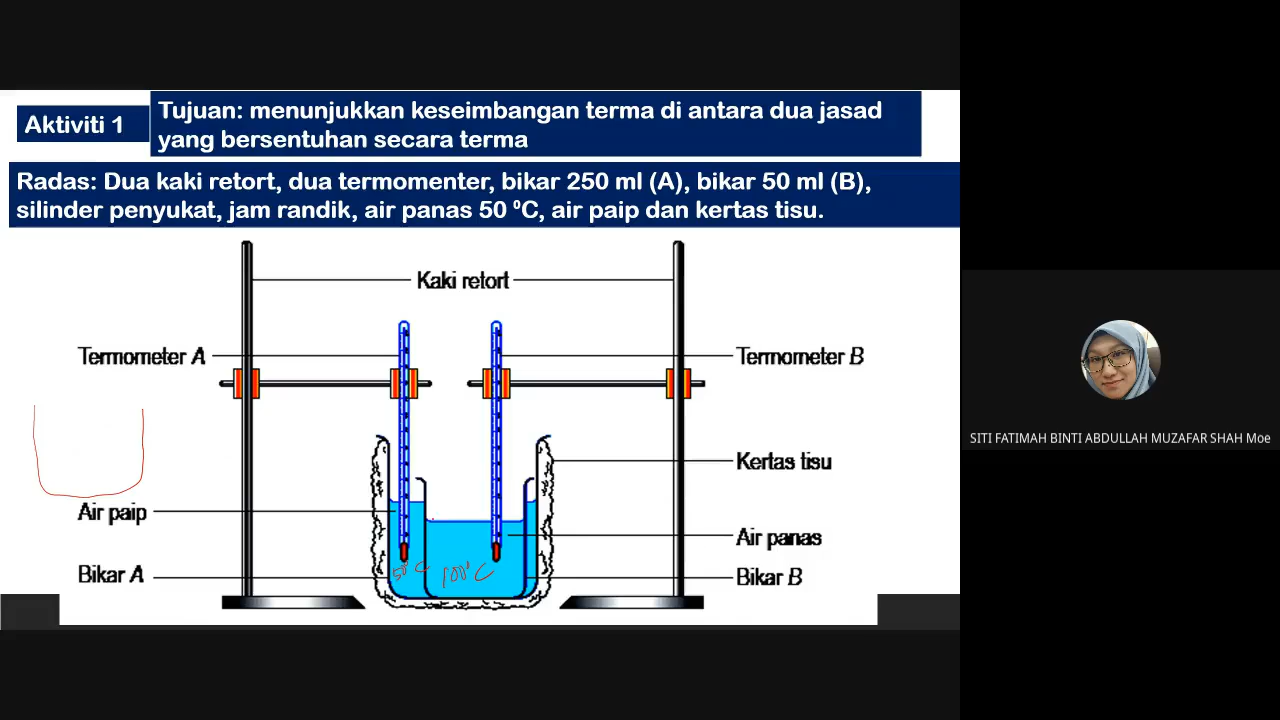 Aktiviti 1
Tujuan: menunjukkan keseimbangan terma di antara dua jasad
yang bersentuhan secara terma
Radas: Dua kaki retort, dua termomenter, bikar 250 ml (A), bikar 50 ml (B),
silinder penyukat, jam randik, air panas 50 ⁰C, air paip dan kertas tisu.
Kaki retort
Termometer A
Termometer B
Kertas tisu
Air paip
Air panas
Bikar A
Bikar B
50°C
100°C
SITI FATIMAH BINTI ABDULLAH MUZAFAR SHAH Moe